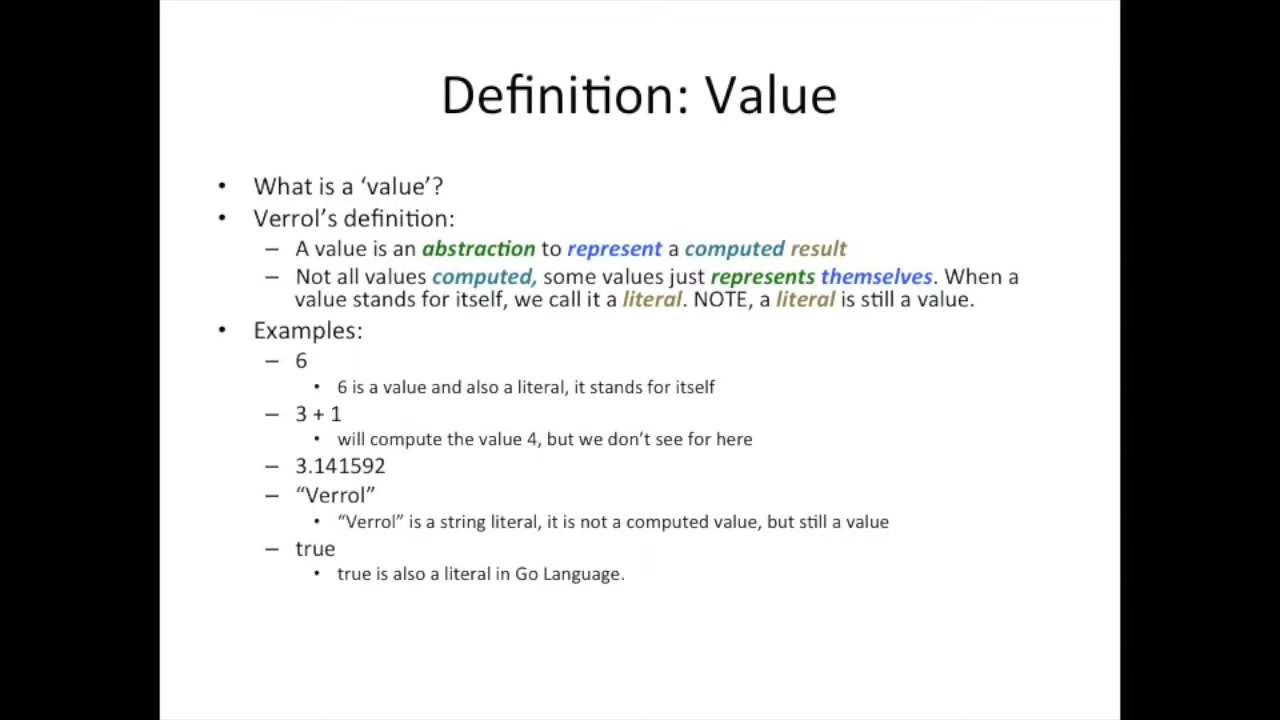 Definition: Value
• What is a ‘value’?
• Verrol’s definition:
– A value is an abstraction to represent a computed result
– Not all values computed, some values just represents themselves. When a
value stands for itself, we call it a literal. NOTE, a literal is still a value.
• Examples:
– 6
• 6 is a value and also a literal, it stands for itself
– 3 + 1
• will compute the value 4, but we don’t see for here
– 3.141592
– “Verrol”
• “Verrol” is a string literal, it is not a computed value, but still a value
– true
• true is also a literal in Go Language.